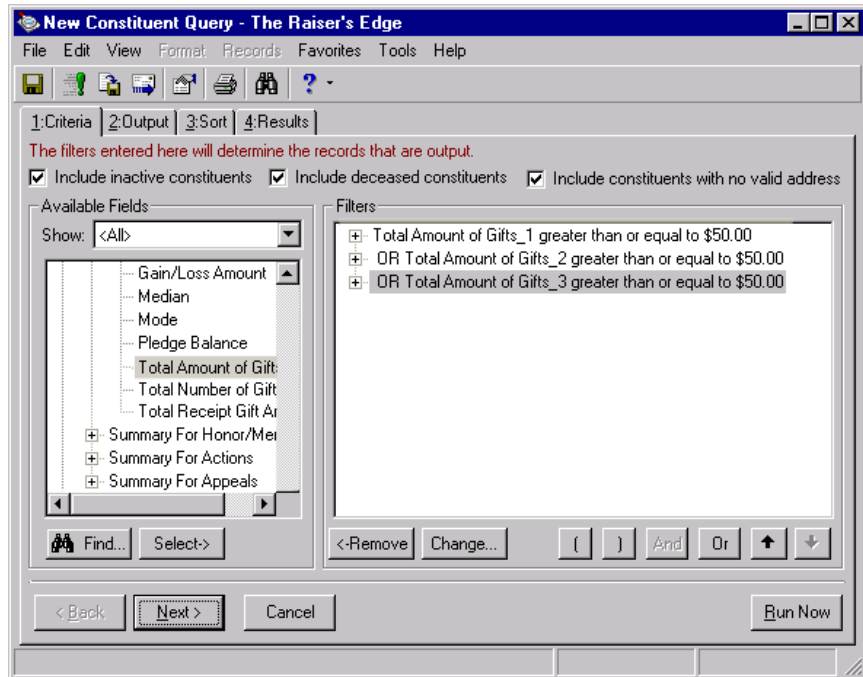 New Constituent Query - The Raiser's Edge
File Edit View Format Records Favorites Tools Help
?
1:Criteria 2:Output 3:Sort 4:Results
The filters entered here will determine the records that are output.
Include inactive constituents Include deceased constituents Include constituents with no valid address
Available Fields
Show: <All>
Gain/Loss Amount
Median
Mode
Pledge Balance
Total Amount of Gift
Total Number of Gift
Total Receipt Gift A
Summary For Honor/Me
Summary For Actions
Summary For Appeals
Find... Select->
Filters
Total Amount of Gifts_1 greater than or equal to $50.00
OR Total Amount of Gifts_2 greater than or equal to $50.00
OR Total Amount of Gifts_3 greater than or equal to $50.00
<-Remove Change... ( ) And Or
< Back Next > Cancel Run Now